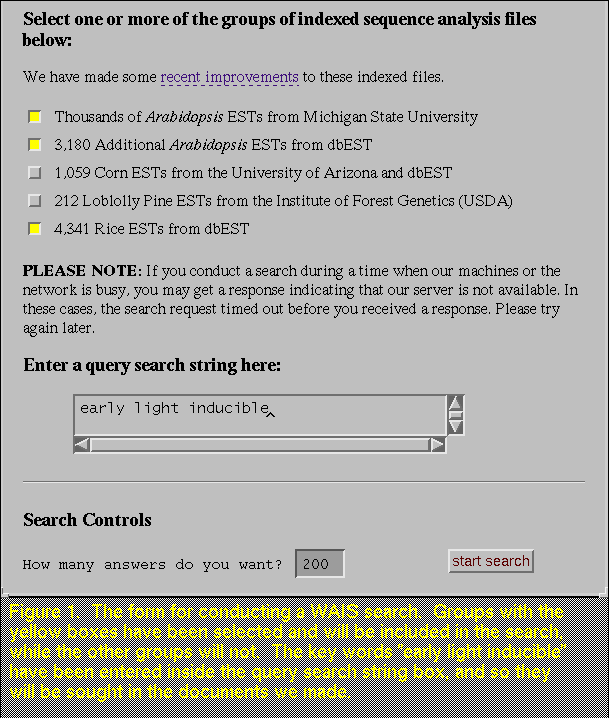 Select one or more of the groups of indexed sequence analysis files
below:
We have made some recent improvements to these indexed files.
Thousands of Arabidopsis ESTs from Michigan State University
3,180 Additional Arabidopsis ESTs from dbEST
1,059 Corn ESTs from the University of Arizona and dbEST
212 Loblolly Pine ESTs from the Institute of Forest Genetics (USDA)
4,341 Rice ESTs from dbEST
PLEASE NOTE: If you conduct a search during a time when our machines or the
network is busy, you may get a response indicating that our server is not available. In
these cases, the search request timed out before you received a response. Please try
again later.
Enter a query search string here:
early light inducible
Search Controls
How many answers do you want? 200
start search
Figure 1. The form for conducting a WAIS search. Groups with the
yellow boxes have been selected and will be included in the search
while the other groups will not. The key words "early light inducible"
have been entered inside the query search string box and so they
will be sought in the documents we made.